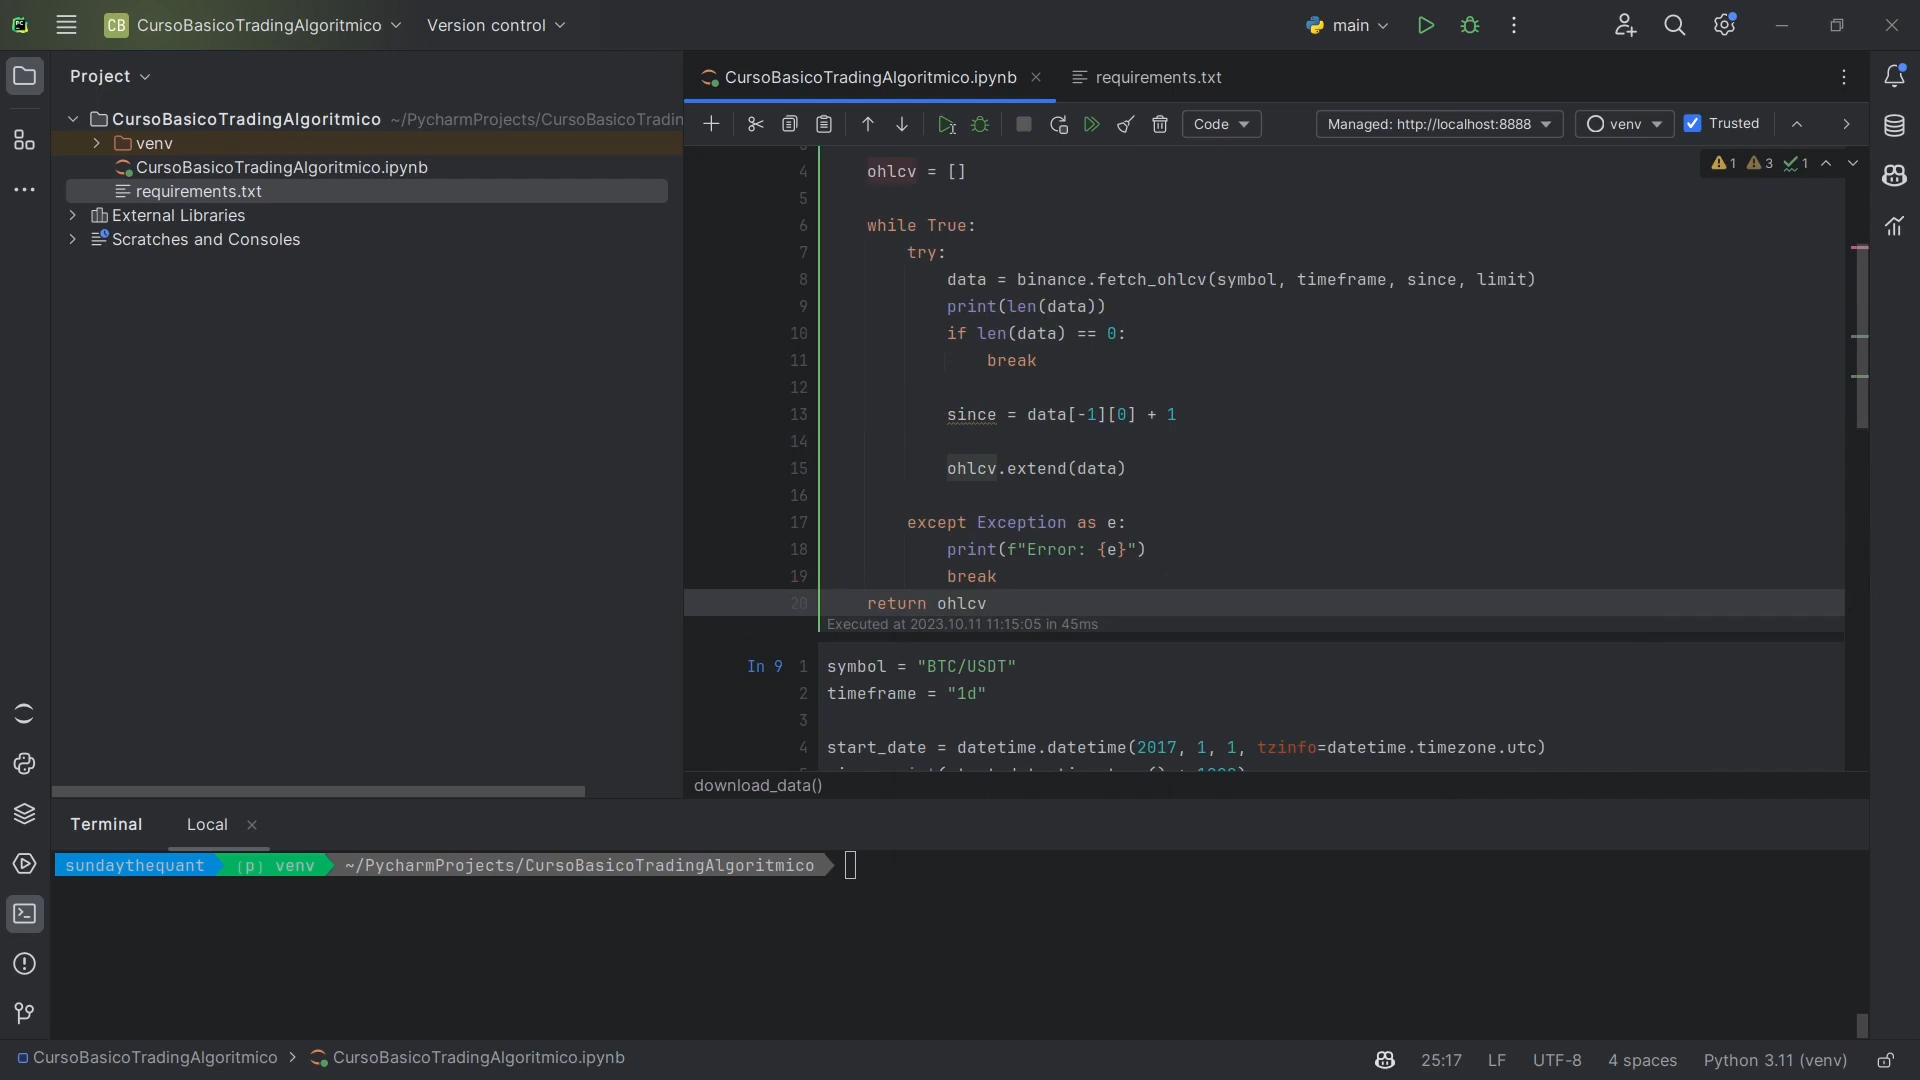 CB CursoBasicoTradingAlgoritmico Version control main
Project
CursoBasicoTradingAlgoritmico ~/PycharmProjects/CursoBasicoTradin
venv
CursoBasicoTradingAlgoritmico.ipynb
requirements.txt
External Libraries
Scratches and Consoles
CursoBasicoTradingAlgoritmico.ipynb requirements.txt
Code Managed: http://localhost:8888 venv Trusted
1 3 1
4 ohlcv = []
5
6 while True:
7 try:
8 data = binance.fetch_ohlcv(symbol, timeframe, since, limit)
9 print(len(data))
10 if len(data) == 0:
11 break
12
13 since = data[-1][0] + 1
14
15 ohlcv.extend(data)
16
17 except Exception as e:
18 print(f"Error: {e}")
19 break
20 return ohlcv
Executed at 2023.10.11 11:15:05 in 45ms
In 9 1 symbol = "BTC/USDT"
2 timeframe = "1d"
3
4 start_date = datetime.datetime(2017, 1, 1, tzinfo=datetime.timezone.utc)
download_data()
Terminal Local
sundaythequant (p) venv ~/PycharmProjects/CursoBasicoTradingAlgoritmico
CursoBasicoTradingAlgoritmico > CursoBasicoTradingAlgoritmico.ipynb
25:17 LF UTF-8 4 spaces Python 3.11 (venv)